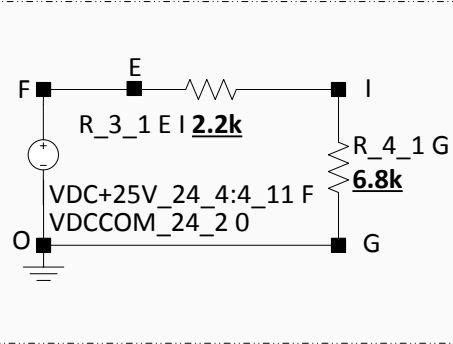 E
F
I
R_3_1 E I 2.2k
R_4_1 G
6.8k
VDC+25V_24_4:4_11 F
VDCCOM_24_2 0
O
G